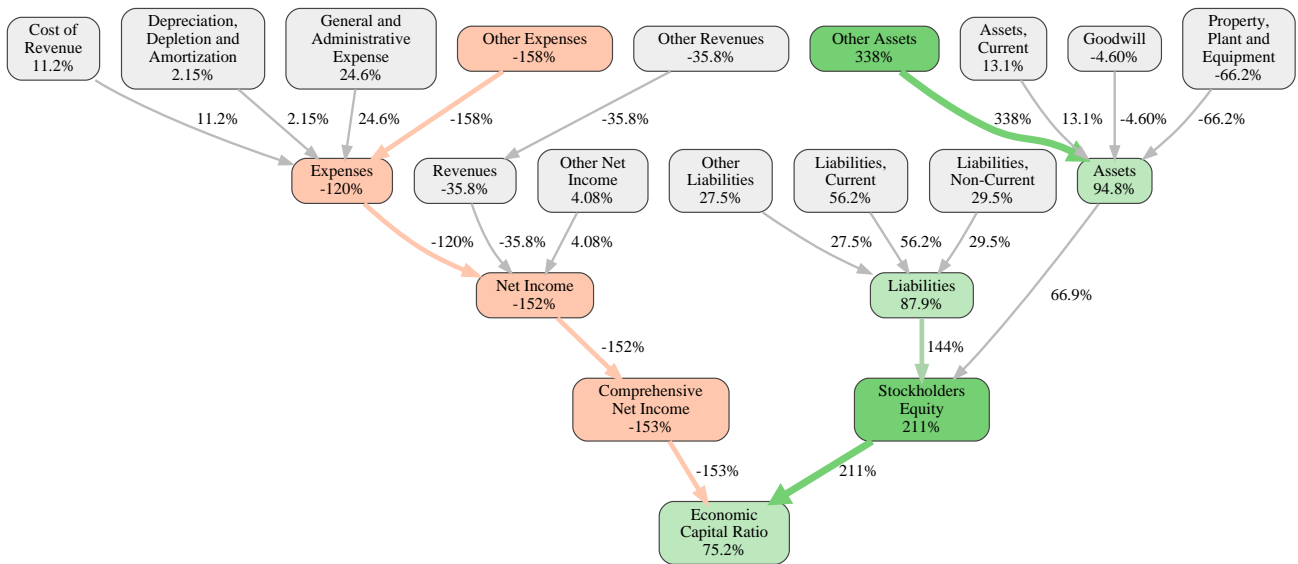 Cost of
Revenue
11.2%
Depreciation,
Depletion and
Amortization
2.15%
General and
Administrative
Expense
24.6%
Other Expenses
-158%
Other Revenues
-35.8%
Other Assets
338%
Assets,
Current
13.1%
Goodwill
-4.60%
Property,
Plant and
Equipment
-66.2%
11.2%
2.15%
24.6%
-158%
-35.8%
338%
13.1%
-4.60%
-66.2%
Expenses
-120%
Revenues
-35.8%
Other Net
Income
4.08%
Other
Liabilities
27.5%
Liabilities,
Current
56.2%
Liabilities,
Non-Current
29.5%
Assets
94.8%
-120%
-35.8%
4.08%
27.5%
56.2%
29.5%
66.9%
Net Income
-152%
Liabilities
87.9%
-152%
144%
Comprehensive
Net Income
-153%
Stockholders
Equity
211%
-153%
211%
Economic
Capital Ratio
75.2%